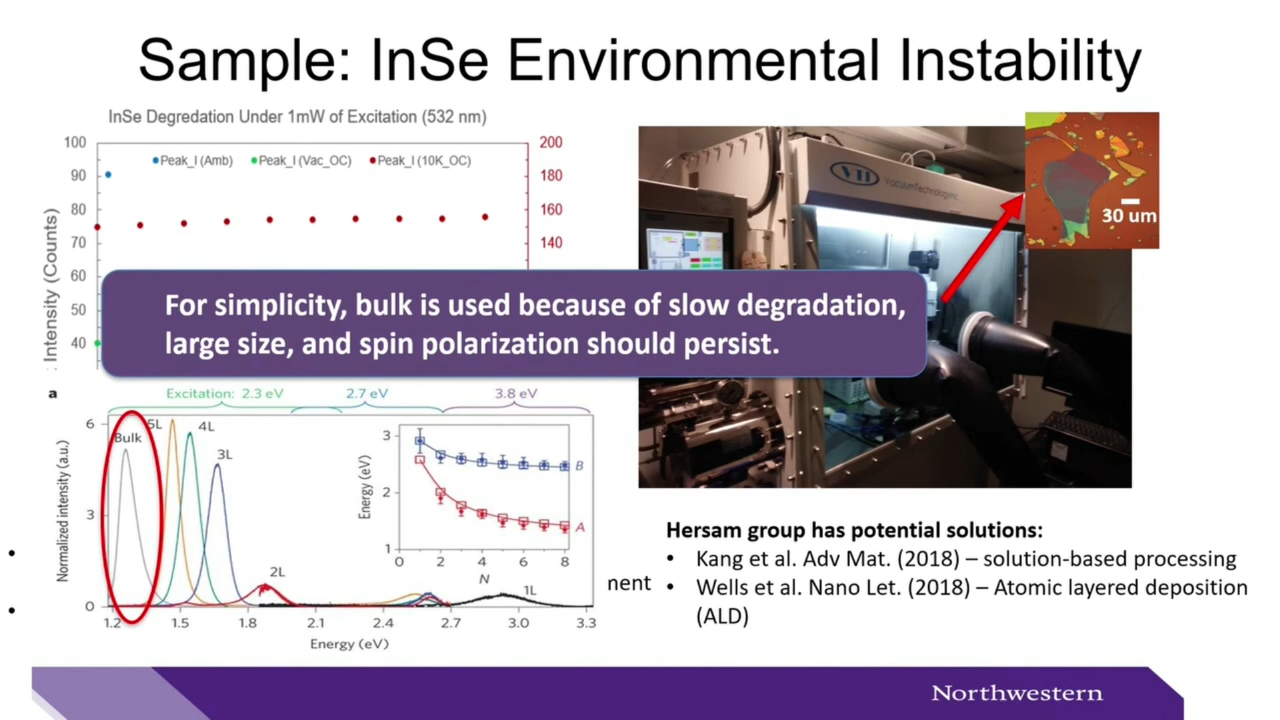 Sample: InSe Environmental Instability
InSe Degredation Under 1mW of Excitation (532 nm)
100
90
80
70
60
50
40
Intensity (Counts)
Peak_I (Amb)
Peak_I (Vac_OC)
Peak_I (10K_OC)
200
180
160
140
VTI
VacuumTechnologyInc.
30 um
For simplicity, bulk is used because of slow degradation,
large size, and spin polarization should persist.
a
Excitation: 2.3 eV
2.7 eV
3.8 eV
Normalized intensity (a.u.)
6
3
0
Bulk
5L
4L
3L
2L
1L
1.2
1.5
1.8
2.1
2.4
2.7
3.0
3.3
Energy (eV)
Energy (eV)
3
2
1
0
2
4
6
8
N
B
A
nent
Hersam group has potential solutions:
• Kang et al. Adv Mat. (2018) – solution-based processing
• Wells et al. Nano Let. (2018) – Atomic layered deposition
(ALD)
Northwestern